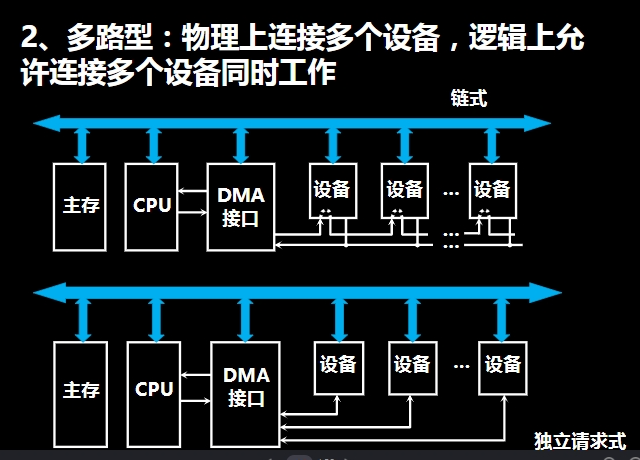 2、多路型：物理上连接多个设备，逻辑上允
许连接多个设备同时工作
链式
主存
CPU
DMA
接口
设备
设备
...
设备
...
...
主存
CPU
DMA
接口
设备
设备
...
设备
独立请求式